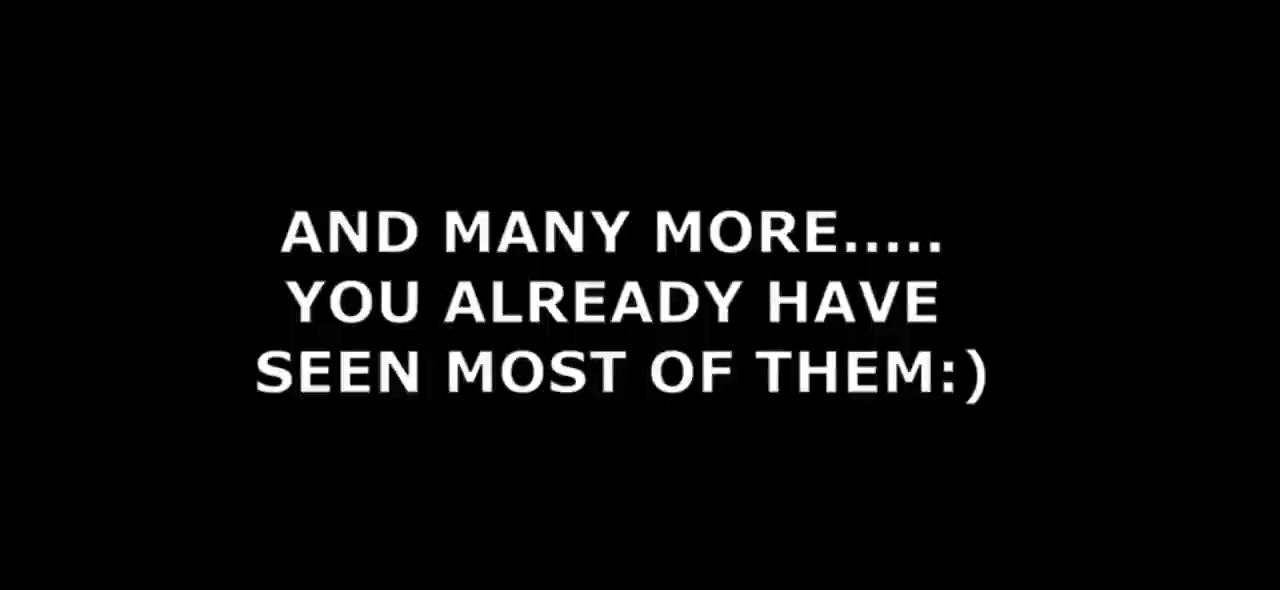 AND MANY MORE.....
YOU ALREADY HAVE
SEEN MOST OF THEM:)